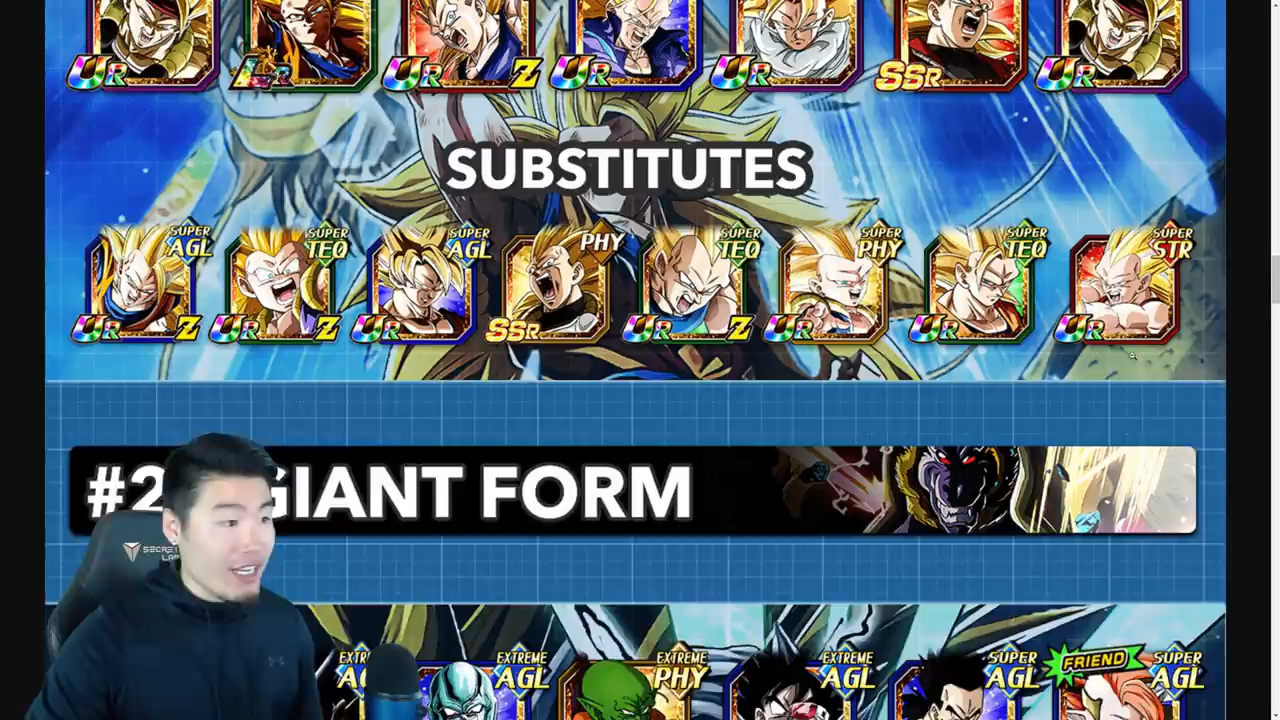 UR LR UR Z UR UR SSR UR
SUBSTITUTES
SUPER AGL SUPER TEQ SUPER AGL PHY SUPER TEQ SUPER PHY SUPER TEQ SUPER STR
UR Z UR Z UR SSR UR Z UR UR UR
#2 GIANT FORM
SECRET
LAB
EXTREME AGL EXTREME PHY EXTREME AGL SUPER AGL FRIEND SUPER AGL